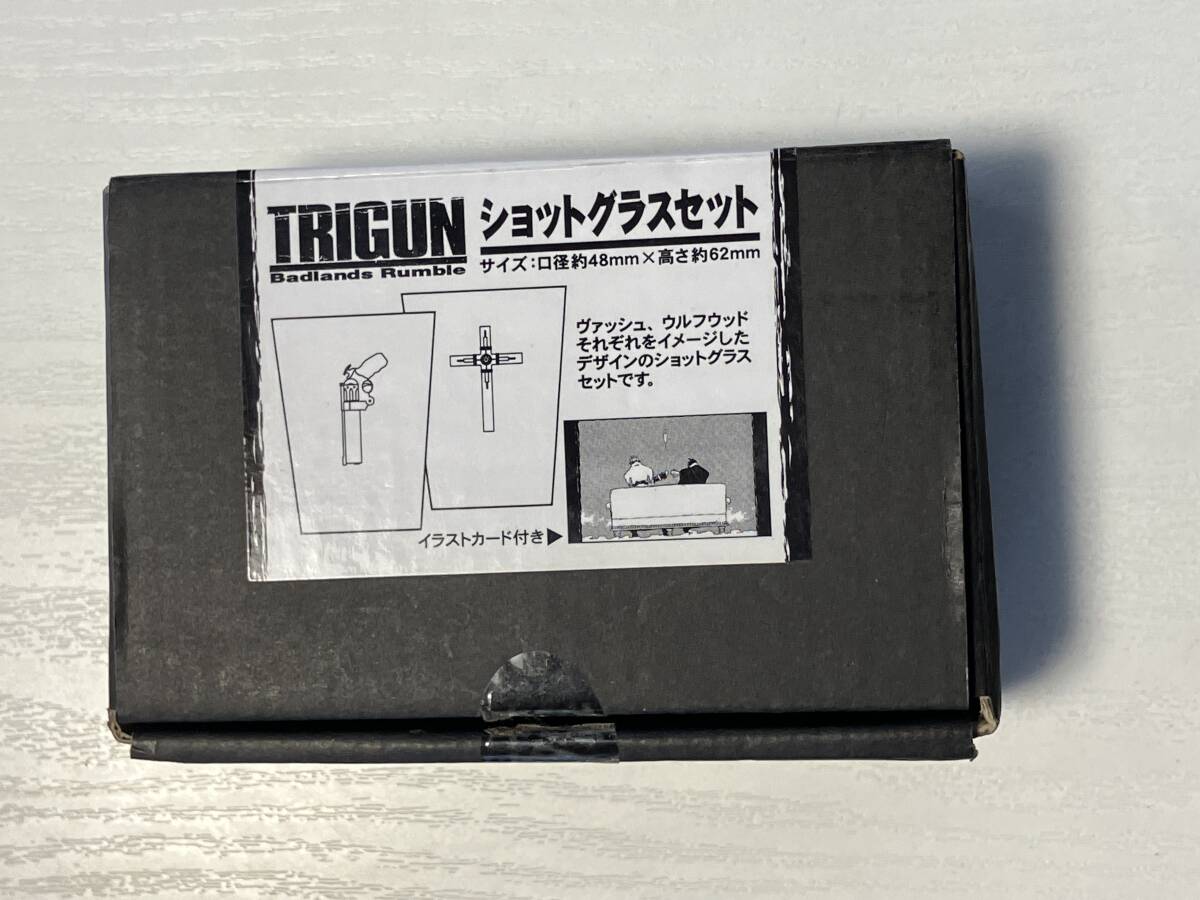 TRIGUN
Badlands Rumble
ショットグラスセット
サイズ：口径約48mm×高さ約62mm
ヴァッシュ、ウルフウッド
それぞれをイメージした
デザインのショットグラス
セットです。
イラストカード付き▶